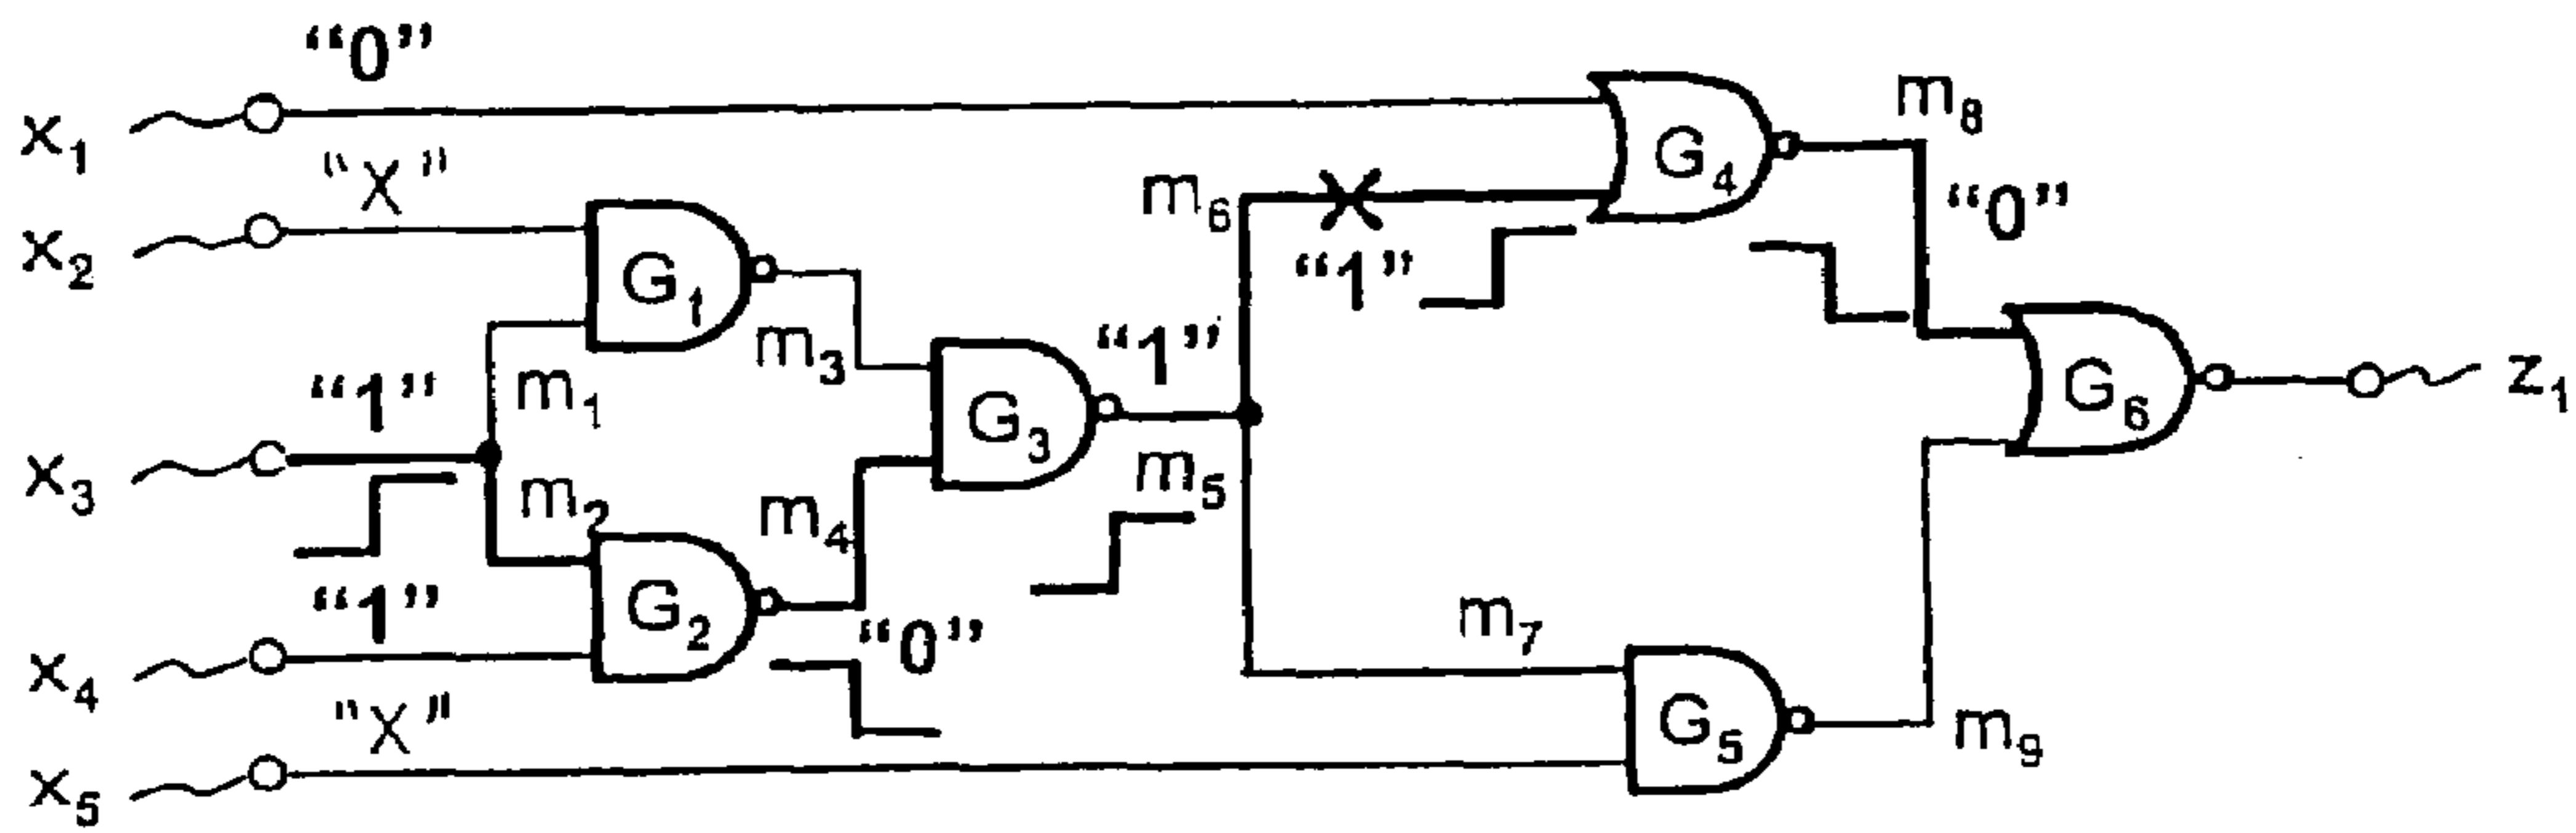 x1 “0”
x2 “X”
G1
m1
m3
x3 “1”
m2
G2
m4
“0”
x4 “1”
x5 “X”
G3
“1”
m5
m6
“1”
G4
m8
“0”
m7
G5
m9
G6
z1